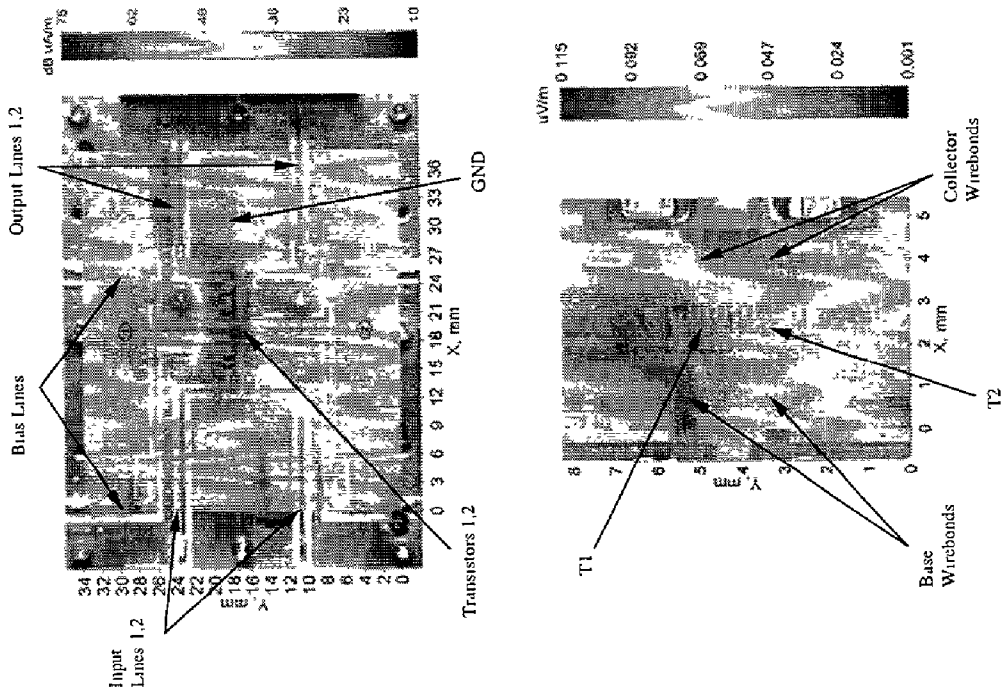 Output Lines 1,2
Bias Lines
Input
Lines 1,2
Transistors 1,2
GND
dB uV/m
75
62
49
36
23
10
34
32
30
28
26
24
22
20
18
16
14
12
10
8
6
4
2
0
Y, mm
0 3 6 9 12 15 18 21 24 27 30 33 36
X, mm
uV/m
0.115
0.092
0.069
0.047
0.024
0.001
8
7
6
5
4
3
2
1
0
Y, mm
0 1 2 3 4 5
X, mm
T1
T2
Base
Wirebonds
Collector
Wirebonds